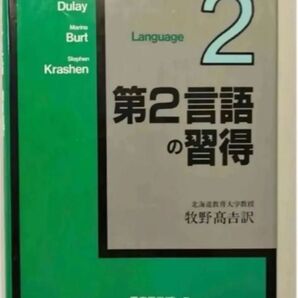 Dulay
Marina
Burt
Stephen
Krashen
Language
2
第2言語
の習得
北海道教育大学教授
牧野髙吉訳